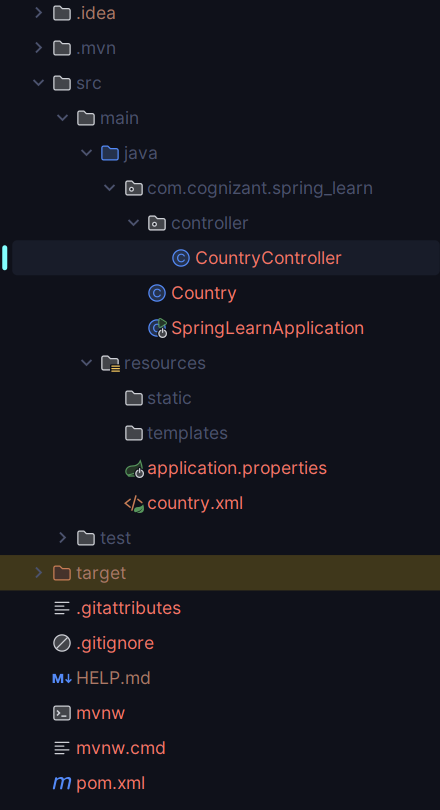 .idea
.mvn
src
main
java
com.cognizant.spring_learn
controller
CountryController
Country
SpringLearnApplication
resources
static
templates
application.properties
country.xml
test
target
.gitattributes
.gitignore
HELP.md
mvnw
mvnw.cmd
pom.xml